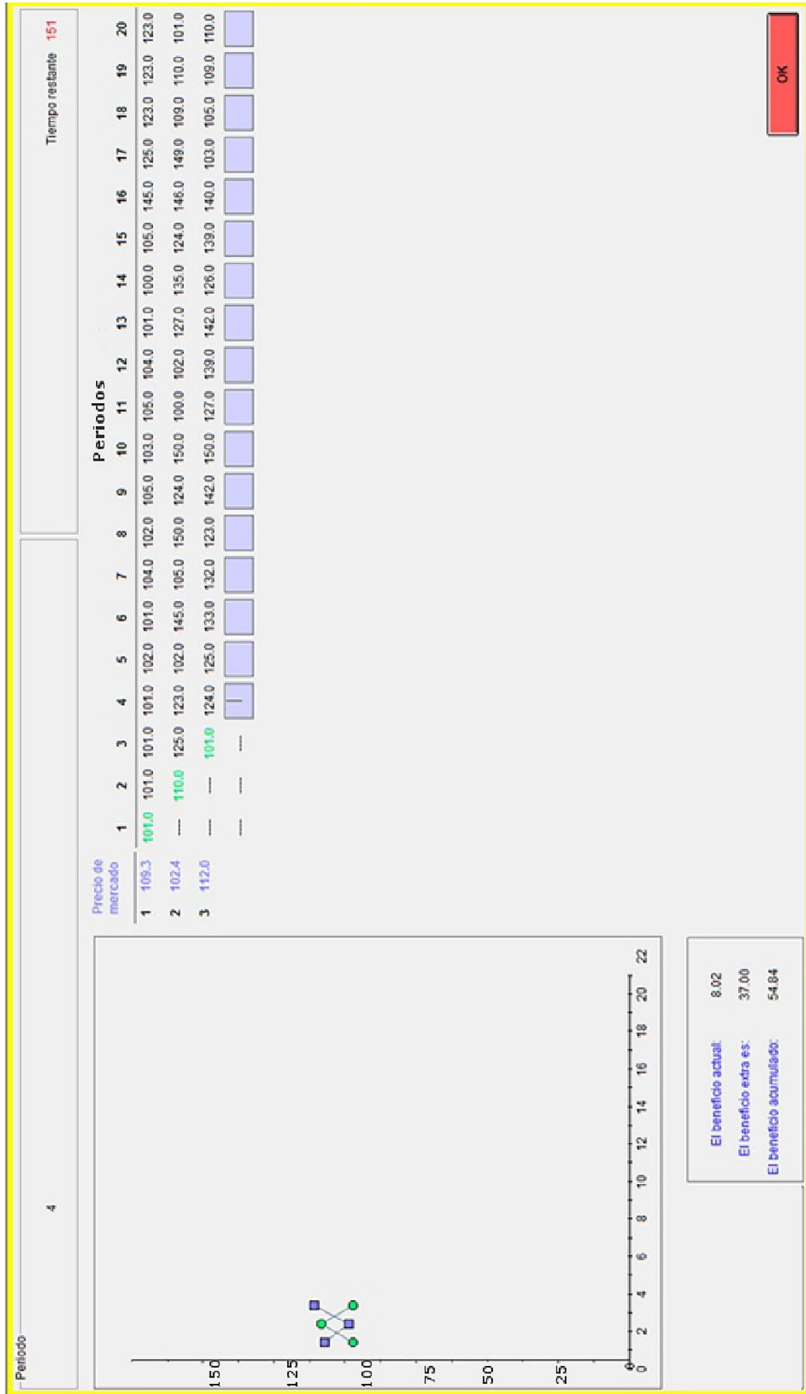 Periodo
4
Tiempo restante 151
Periodos
Precio de
mercado
1 2 3 4 5 6 7 8 9 10 11 12 13 14 15 16 17 18 19 20
1 109.3 101.0 101.0 101.0 101.0 102.0 101.0 104.0 102.0 105.0 103.0 105.0 104.0 101.0 100.0 105.0 145.0 125.0 123.0 123.0 123.0
2 102.4 ---- 110.0 125.0 123.0 102.0 145.0 105.0 150.0 124.0 150.0 100.0 102.0 127.0 135.0 124.0 146.0 149.0 109.0 110.0 101.0
3 112.0 ---- ---- 101.0 124.0 125.0 133.0 132.0 123.0 142.0 150.0 127.0 139.0 142.0 126.0 139.0 140.0 103.0 105.0 109.0 110.0
---- ---- ----
150
125
100
75
50
25
0
0 2 4 6 8 10 12 14 16 18 20 22
El beneficio actual: 8.02
El beneficio extra es: 37.00
El beneficio acumulado: 54.84
OK